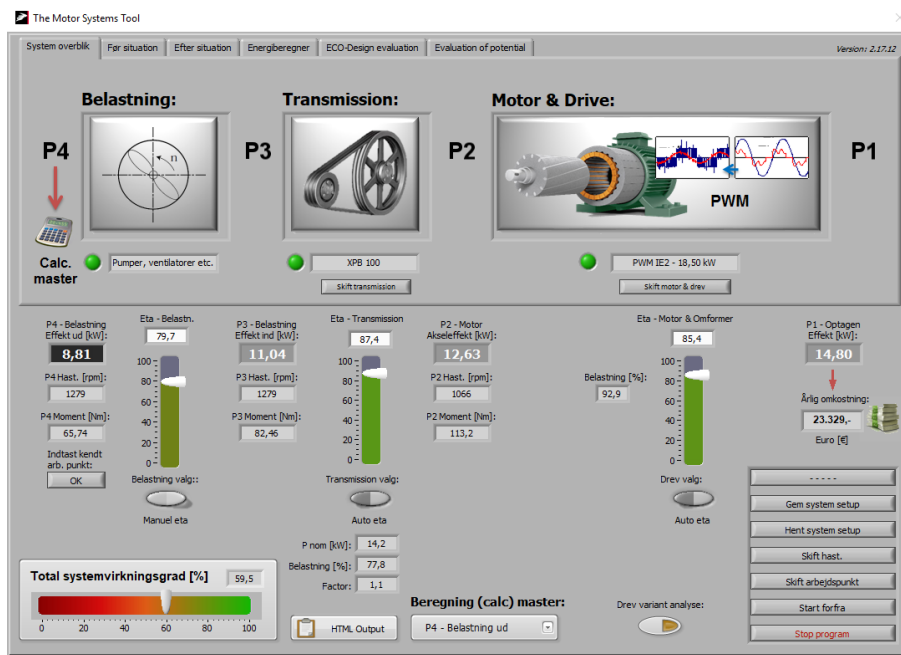 The Motor Systems Tool
System overblik
Før situation
Efter situation
Energiberegner
ECO-Design evaluation
Evaluation of potential
Version: 2.17.12
Belastning:
Transmission:
Motor & Drive:
P4
P3
P2
P1
n
PWM
Calc.
master
Pumper, ventilatorer etc.
XPB 100
PWM IE2 - 18,50 kW
Skift transmission
Skift motor & drev
P4 - Belastning
Effekt ud [kW]:
8,81
P4 Hast. [rpm]:
1279
P4 Moment [Nm]:
65,74
Indtast kendt
arb. punkt:
OK
Eta - Belastn.
79,7
100
80
60
40
20
0
Belastning valg::
Manuel eta
P3 - Belastning
Effekt ind [kW]:
11,04
P3 Hast. [rpm]:
1279
P3 Moment [Nm]:
82,46
Eta - Transmission
87,4
100
80
60
40
20
0
Transmission valg:
Auto eta
P nom [kW]: 14,2
Belastning [%]: 77,8
Factor: 1,1
P2 - Motor
Akseleffekt [kW]:
12,63
P2 Hast. [rpm]:
1066
P2 Moment [Nm]:
113,2
Belastning [%]:
92,9
Eta - Motor & Omformer
85,4
100
80
60
40
20
0
Drev valg:
Auto eta
P1 - Optagen
Effekt [kW]:
14,80
Årlig omkostning:
23.329,-
Euro [€]
- - - - -
Gem system setup
Hent system setup
Skift hast.
Skift arbejdspunkt
Start forfra
Stop program
Total systemvirkningsgrad [%] 59,5
0 20 40 60 80 100
HTML Output
Beregning (calc) master:
P4 - Belastning ud
Drev variant analyse: